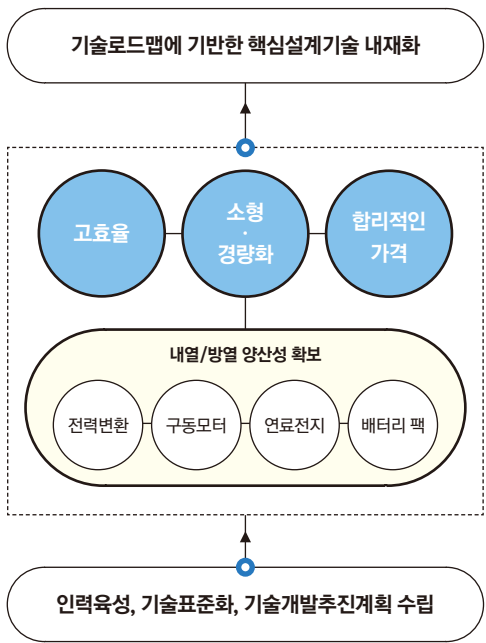 기술로드맵에 기반한 핵심설계기술 내재화
고효율
소형
·
경량화
합리적인
가격
내열/방열 양산성 확보
전력변환
구동모터
연료전지
배터리 팩
인력육성, 기술표준화, 기술개발추진계획 수립